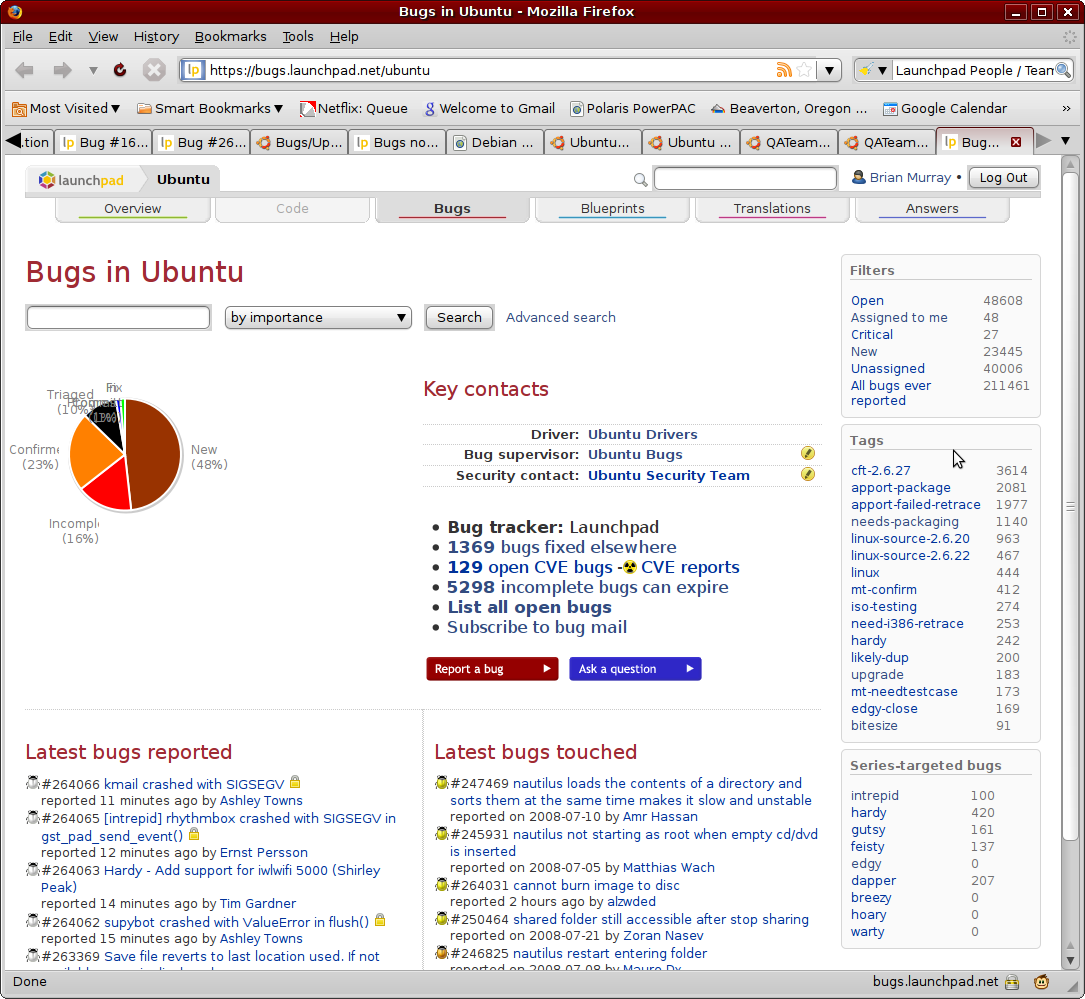 Bugs in Ubuntu - Mozilla Firefox
File Edit View History Bookmarks Tools Help
lp https://bugs.launchpad.net/ubuntu
Launchpad People / Team
Most Visited Smart Bookmarks Netflix: Queue Welcome to Gmail Polaris PowerPAC Beaverton, Oregon ... Google Calendar »
.tion lp Bug #16... lp Bug #26... Bugs/Up... lp Bugs no... Debian ... Ubuntu... Ubuntu ... QATeam... QATeam... lp Bug...
launchpad Ubuntu Brian Murray • Log Out
Overview Code Bugs Blueprints Translations Answers
Bugs in Ubuntu
by importance Search Advanced search
Fix
Triaged
(10%)
New
(48%)
Confirme
(23%)
Incomple
(16%)
Key contacts
Driver: Ubuntu Drivers
Bug supervisor: Ubuntu Bugs
Security contact: Ubuntu Security Team
• Bug tracker: Launchpad
• 1369 bugs fixed elsewhere
• 129 open CVE bugs - CVE reports
• 5298 incomplete bugs can expire
• List all open bugs
• Subscribe to bug mail
Report a bug Ask a question
Latest bugs reported
#264066 kmail crashed with SIGSEGV
reported 11 minutes ago by Ashley Towns
#264065 [intrepid] rhythmbox crashed with SIGSEGV in
gst_pad_send_event()
reported 12 minutes ago by Ernst Persson
#264063 Hardy - Add support for iwlwifi 5000 (Shirley
Peak)
reported 14 minutes ago by Tim Gardner
#264062 supybot crashed with ValueError in flush()
reported 15 minutes ago by Ashley Towns
#263369 Save file reverts to last location used. If not
Latest bugs touched
#247469 nautilus loads the contents of a directory and
sorts them at the same time makes it slow and unstable
reported on 2008-07-10 by Amr Hassan
#245931 nautilus not starting as root when empty cd/dvd
is inserted
reported on 2008-07-05 by Matthias Wach
#264031 cannot burn image to disc
reported 2 hours ago by alzwded
#250464 shared folder still accessible after stop sharing
reported on 2008-07-21 by Zoran Nasev
#246825 nautilus restart entering folder
reported on 2008-07-08 by Mauro Dx
Filters
Open 48608
Assigned to me 48
Critical 27
New 23445
Unassigned 40006
All bugs ever 211461
reported
Tags
cft-2.6.27 3614
apport-package 2081
apport-failed-retrace 1977
needs-packaging 1140
linux-source-2.6.20 963
linux-source-2.6.22 467
linux 444
mt-confirm 412
iso-testing 274
need-i386-retrace 253
hardy 242
likely-dup 200
upgrade 183
mt-needtestcase 173
edgy-close 169
bitesize 91
Series-targeted bugs
intrepid 100
hardy 420
gutsy 161
feisty 137
edgy 0
dapper 207
breezy 0
hoary 0
warty 0
Done bugs.launchpad.net